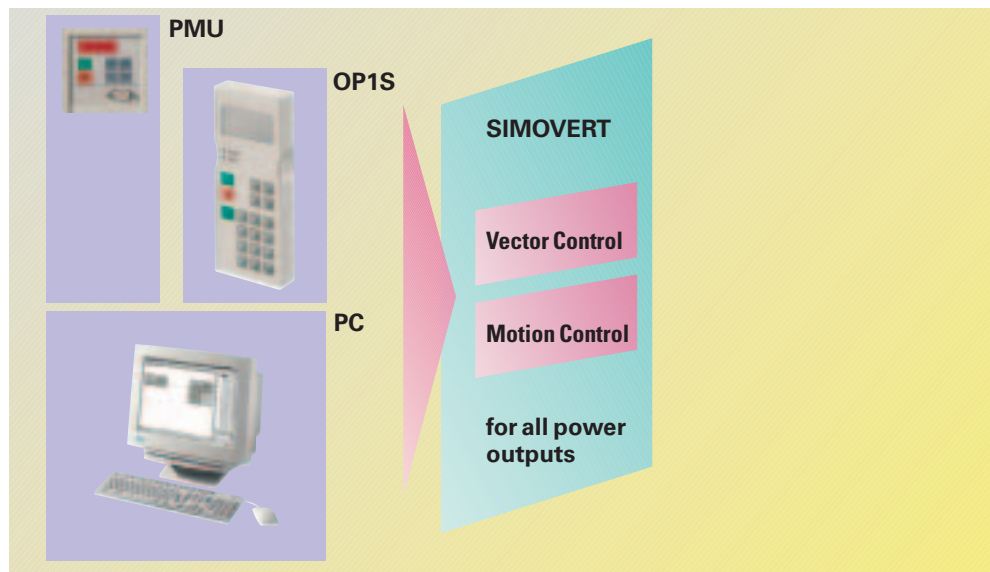 PMU
OP1S
PC
SIMOVERT
Vector Control
Motion Control
for all power
outputs